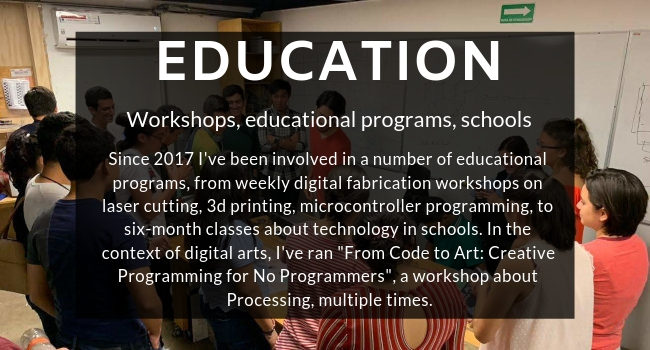 EDUCATION
Workshops, educational programs, schools
Since 2017 I've been involved in a number of educational
programs, from weekly digital fabrication workshops on
laser cutting, 3d printing, microcontroller programming, to
six-month classes about technology in schools. In the
context of digital arts, I've ran "From Code to Art: Creative
Programming for No Programmers", a workshop about
Processing, multiple times.